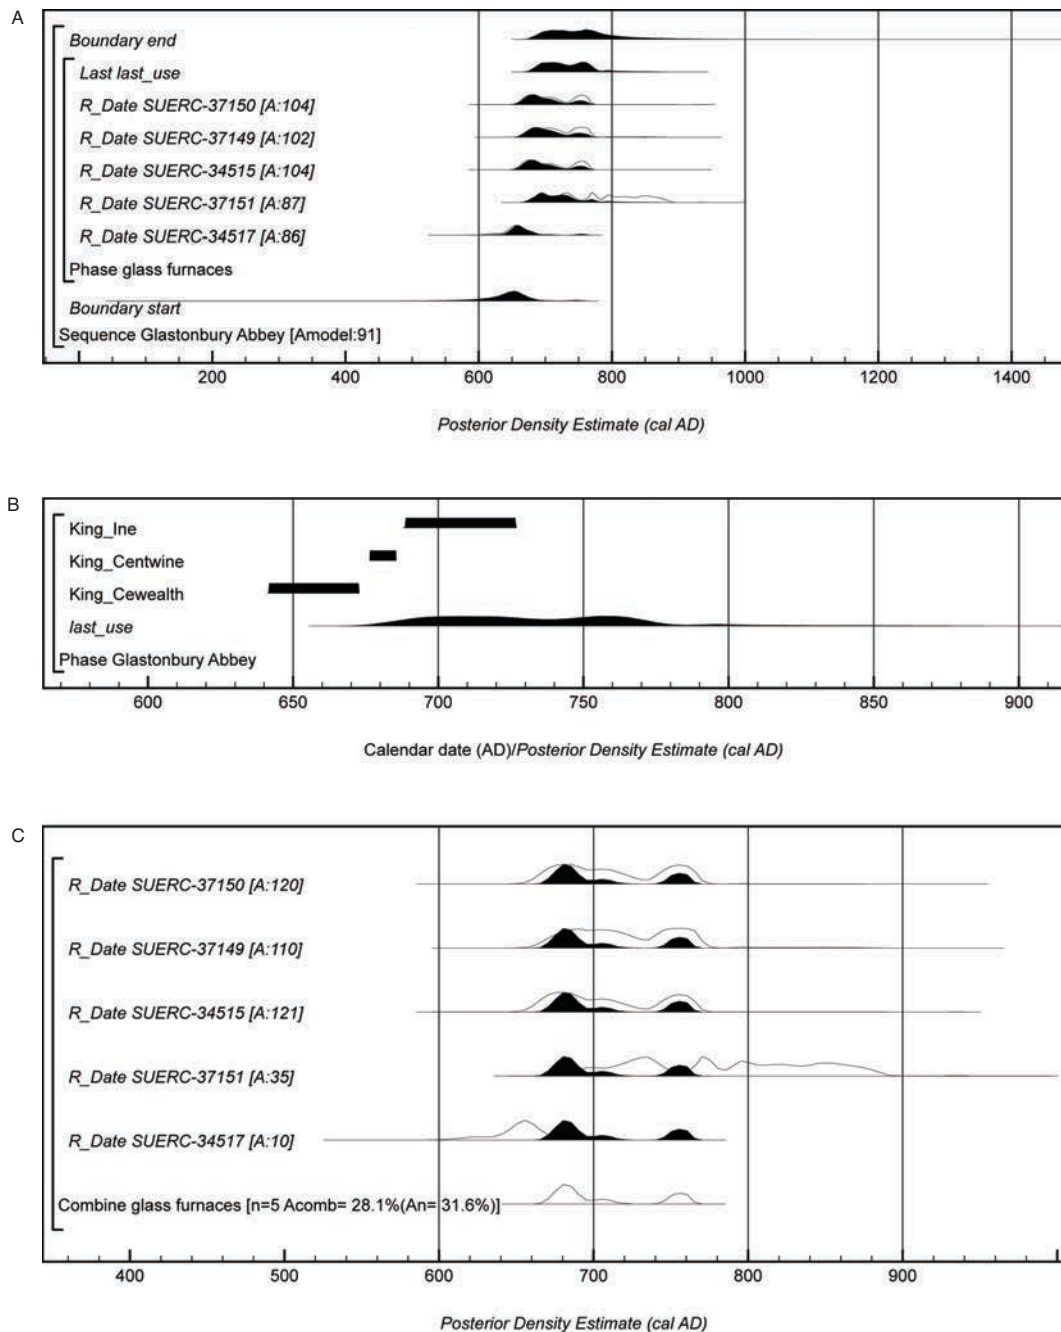 A
Boundary end
Last last_use
R_Date SUERC-37150 [A:104]
R_Date SUERC-37149 [A:102]
R_Date SUERC-34515 [A:104]
R_Date SUERC-37151 [A:87]
R_Date SUERC-34517 [A:86]
Phase glass furnaces
Boundary start
Sequence Glastonbury Abbey [Amodel:91]
200 400 600 800 1000 1200 1400
Posterior Density Estimate (cal AD)
B
King_Ine
King_Centwine
King_Cewealth
last_use
Phase Glastonbury Abbey
600 650 700 750 800 850 900
Calendar date (AD)/Posterior Density Estimate (cal AD)
C
R_Date SUERC-37150 [A:120]
R_Date SUERC-37149 [A:110]
R_Date SUERC-34515 [A:121]
R_Date SUERC-37151 [A:35]
R_Date SUERC-34517 [A:10]
Combine glass furnaces [n=5 Acomb= 28.1%(An= 31.6%)]
400 500 600 700 800 900
Posterior Density Estimate (cal AD)